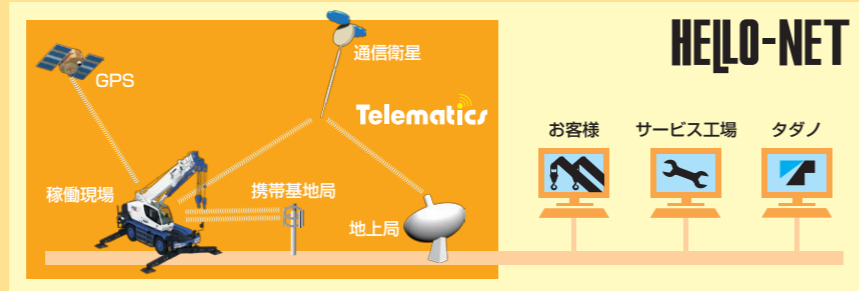 HELLO-NET
通信衛星
GPS
Telematics
お客様
サービス工場
タダノ
稼働現場
携帯基地局
地上局